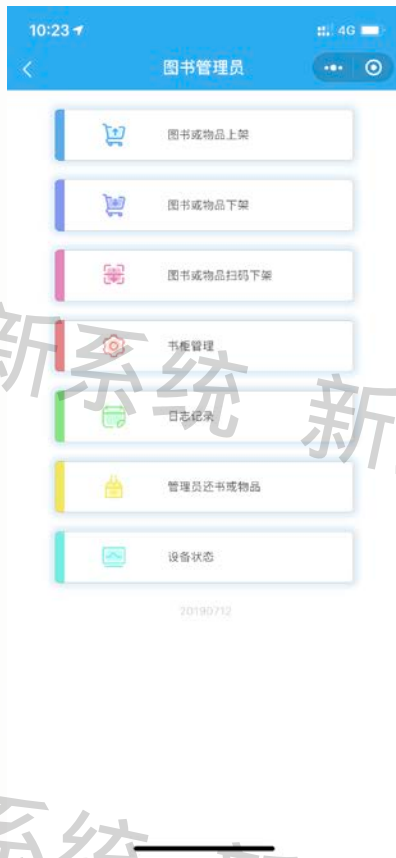 10:23
4G
图书管理员
图书或物品上架
图书或物品下架
图书或物品扫码下架
书柜管理
日志记录
管理员还书或物品
设备状态
20190712
新系统 新
系统 新